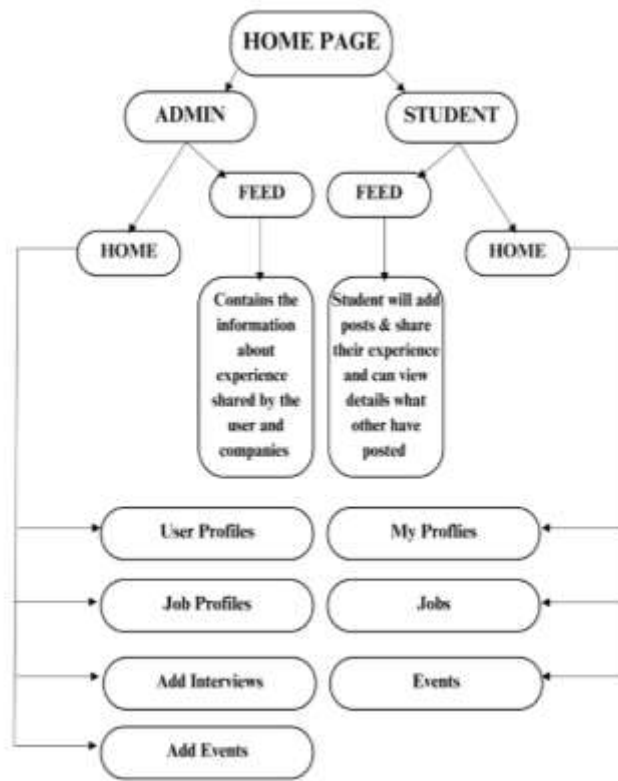 HOME PAGE
ADMIN
STUDENT
FEED
FEED
HOME
HOME
Contains the
information
about
experience
shared by the
user and
companies
Student will add
posts & share
their experience
and can view
details what
other have
posted
User Profiles
My Proflies
Job Profiles
Jobs
Add Interviews
Events
Add Events